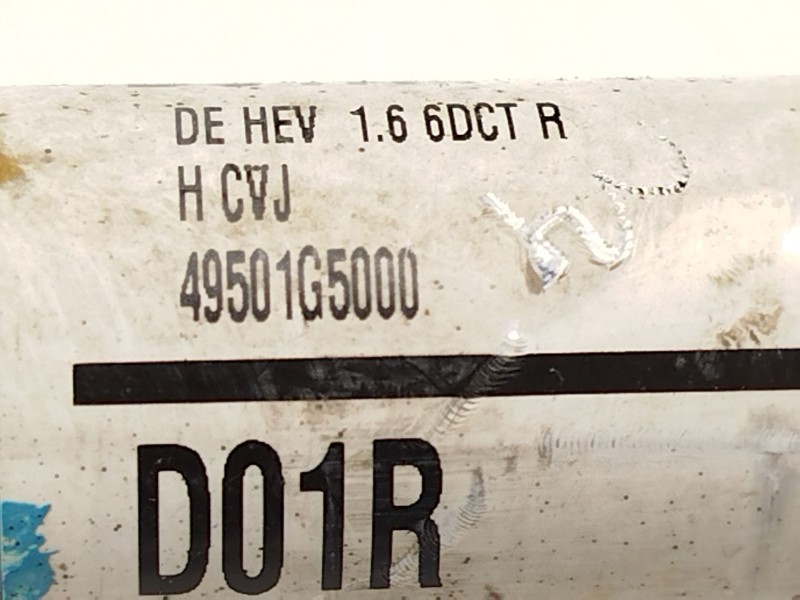 DE HEV 1.6 6DCT R
H CVJ
49501G5000
D01R